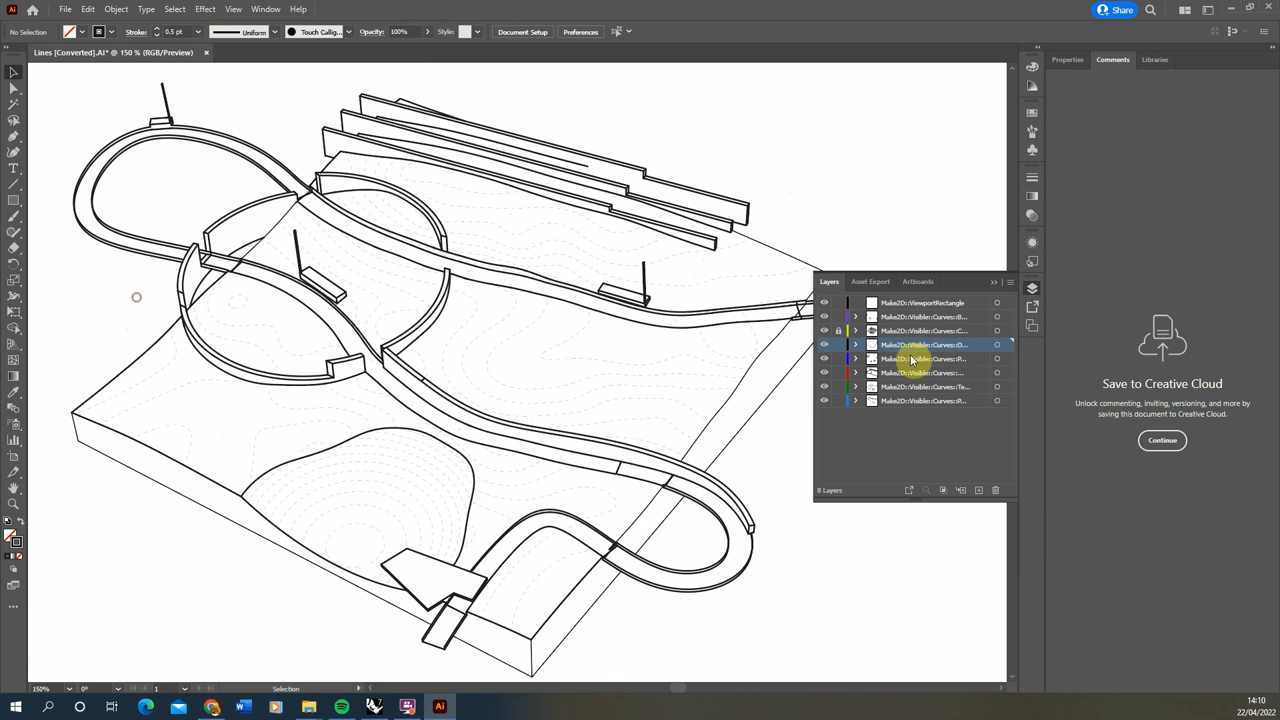 Ai File Edit Object Type Select Effect View Window Help Share
No Selection Stroke: 0.5 pt Uniform Touch Callig... Opacity: 100% Style: Document Setup Preferences
Lines [Converted].AI* @ 150 % (RGB/Preview) ×
Properties Comments Libraries
Layers Asset Export Artboards
Make2D::ViewportRectangle
Make2D::Visible::Curves::B...
Make2D::Visible::Curves::C...
Make2D::Visible::Curves::D...
Make2D::Visible::Curves::R...
Make2D::Visible::Curves::...
Make2D::Visible::Curves::Te...
Make2D::Visible::Curves::P...
8 Layers
Save to Creative Cloud
Unlock commenting, inviting, versioning, and more by
saving this document to Creative Cloud.
Continue
150% 0° 1 Selection
14:10
22/04/2022